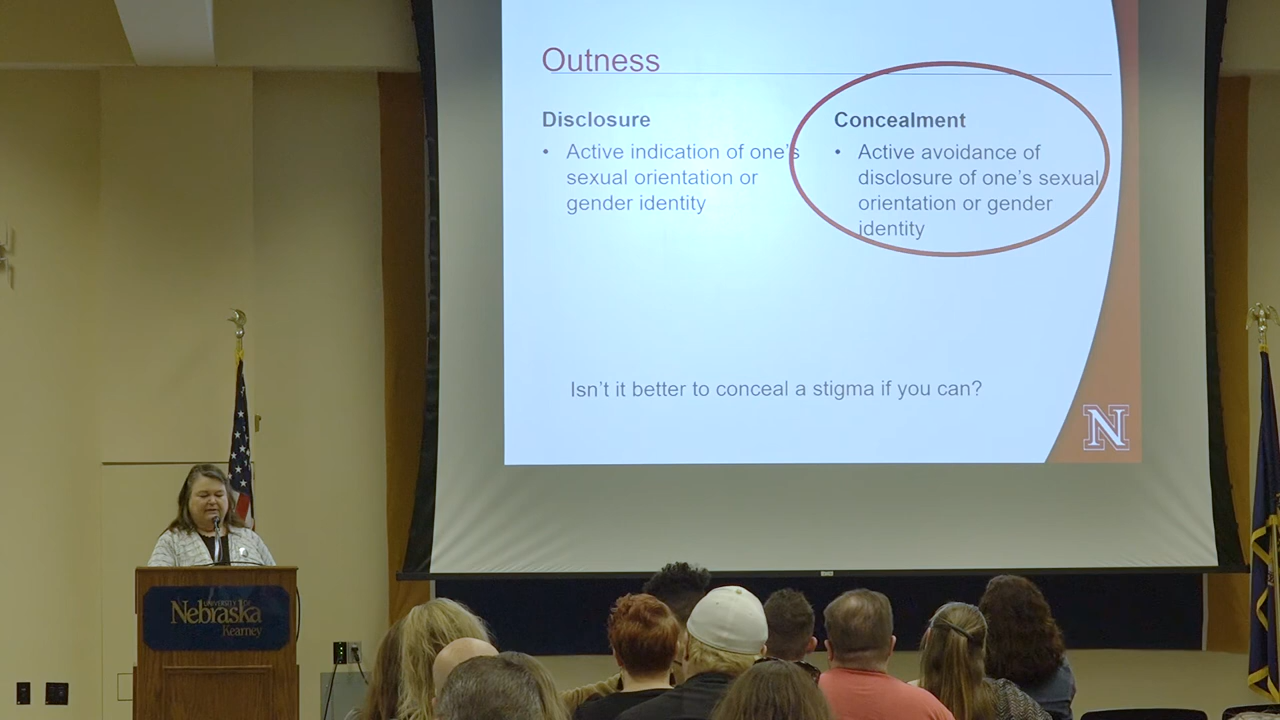 Outness
Disclosure
• Active indication of one's
sexual orientation or
gender identity
Concealment
• Active avoidance of
disclosure of one's sexual
orientation or gender
identity
Isn't it better to conceal a stigma if you can?
N
UNIVERSITY OF
Nebraska
Kearney